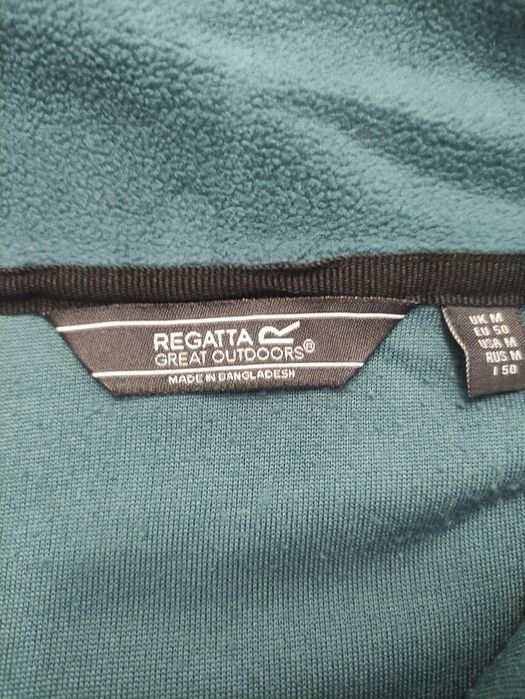 REGATTA
GREAT OUTDOORS®
MADE IN BANGLADESH
UK M
EU 50
USA M
RUS M
I 50